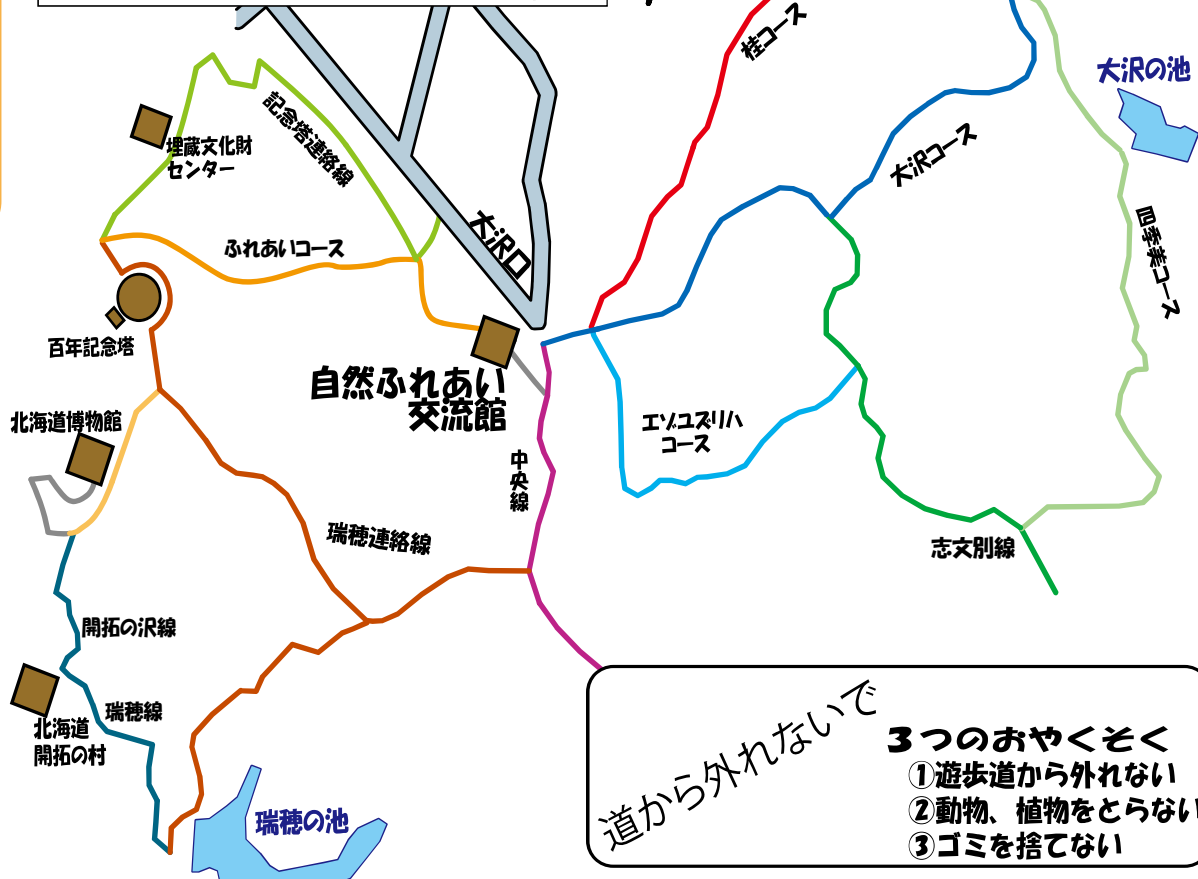 桂コース
大沢の池
記念塔連絡線
埋蔵文化財
センター
大沢コース
大沢口
四季美コース
ふれあいコース
百年記念塔
自然ふれあい
交流館
北海道博物館
エゾユズリハ
コース
中央線
瑞穂連絡線
志文別線
開拓の沢線
瑞穂線
北海道
開拓の村
瑞穂の池
道から外れないで
3つのおやくそく
①遊歩道から外れない
②動物、植物をとらない
③ゴミを捨てない